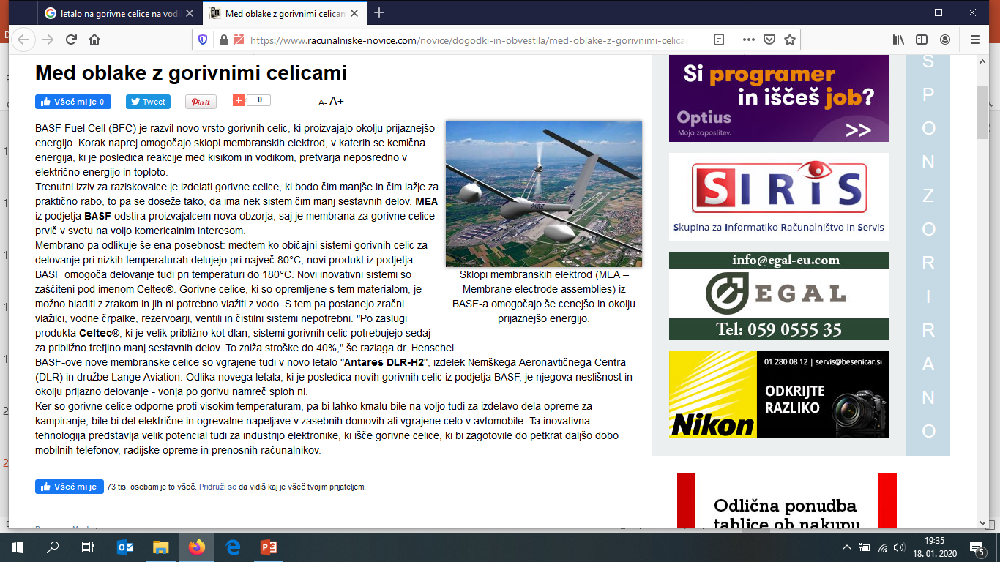 letalo na gorivne celice na vodi
Med oblake z gorivnimi celicam
https://www.racunalniske-novice.com/novice/dogodki-in-obvestila/med-oblake-z-gorivnimi-celica
Med oblake z gorivnimi celicami
Všeč mi je 0
Tweet
Pin it
0
A- A+
BASF Fuel Cell (BFC) je razvil novo vrsto gorivnih celic, ki proizvajajo okolju prijaznejšo
energijo. Korak naprej omogočajo sklopi membranskih elektrod, v katerih se kemična
energija, ki je posledica reakcije med kisikom in vodikom, pretvarja neposredno v
električno energijo in toploto.
Trenutni izziv za raziskovalce je izdelati gorivne celice, ki bodo čim manjše in čim lažje za
praktično rabo, to pa se doseže tako, da ima nek sistem čim manj sestavnih delov. MEA
iz podjetja BASF odstira proizvajalcem nova obzorja, saj je membrana za gorivne celice
prvič v svetu na voljo komericalnim interesom.
Membrano pa odlikuje še ena posebnost: medtem ko običajni sistemi gorivnih celic za
delovanje pri nizkih temperaturah delujejo pri največ 80°C, novi produkt iz podjetja
BASF omogoča delovanje tudi pri temperaturi do 180°C. Novi inovativni sistemi so
zaščiteni pod imenom Celtec®. Gorivne celice, ki so opremljene s tem materialom, je
možno hladiti z zrakom in jih ni potrebno vlažiti z vodo. S tem pa postanejo zračni
vlažilci, vodne črpalke, rezervoarji, ventili in čistilni sistemi nepotrebni. "Po zaslugi
produkta Celtec®, ki je velik približno kot dlan, sistemi gorivnih celic potrebujejo sedaj
za približno tretjino manj sestavnih delov. To zniža stroške do 40%," še razlaga dr. Henschel.
BASF-ove nove membranske celice so vgrajene tudi v novo letalo "Antares DLR-H2", izdelek Nemškega Aeronavtičnega Centra
(DLR) in družbe Lange Aviation. Odlika novega letala, ki je posledica novih gorivnih celic iz podjetja BASF, je njegova neslišnost in
okolju prijazno delovanje - vonja po gorivu namreč sploh ni.
Ker so gorivne celice odporne proti visokim temperaturam, pa bi lahko kmalu bile na voljo tudi za izdelavo dela opreme za
kampiranje, bile bi del električne in ogrevalne napeljave v zasebnih domovih ali vgrajene celo v avtomobile. Ta inovativna
tehnologija predstavlja velik potencial tudi za industrijo elektronike, ki išče gorivne celice, ki bi zagotovile do petkrat daljšo dobo
mobilnih telefonov, radijske opreme in prenosnih računalnikov.
Sklopi membranskih elektrod (MEA –
Membrane electrode assemblies) iz
BASF-a omogočajo še cenejšo in okolju
prijaznejšo energijo.
Všeč mi je
73 tis. osebam je to všeč. Pridruži se da vidiš kaj je všeč tvojim prijateljem.
Si programer
in iščeš job?
Optius
Moja zaposlitev.
>>
SIRIS
Skupina za Informatiko Računalništvo in Servis
info@egal-eu.com
EGAL
Tel: 059 0555 35
01 280 08 12 | servis@besenicar.si
ODKRIJTE
RAZLIKO
Nikon
Odlična ponudba
tablice ob nakupu
S
P
O
N
Z
O
R
I
R
A
N
O
19:35
18. 01. 2020
5